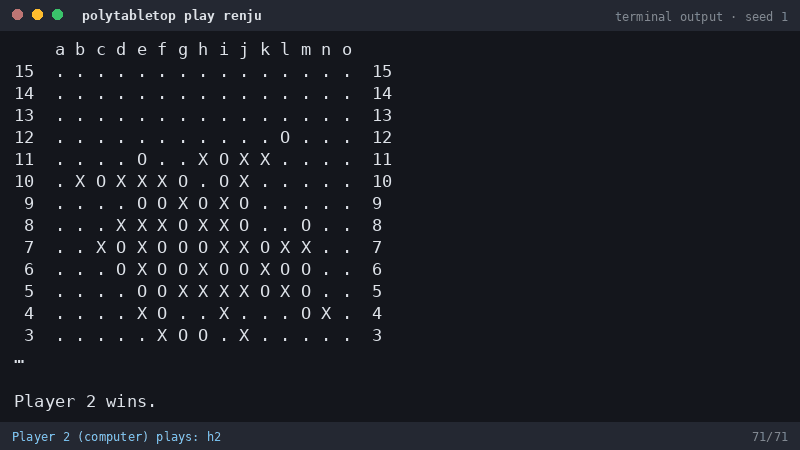 polytabletop play renju
terminal output · seed 1
a b c d e f g h i j k l m n o
15 . . . . . . . . . . . . . . . 15
14 . . . . . . . . . . . . . . . 14
13 . . . . . . . . . . . . . . . 13
12 . . . . . . . . . . . O . . . 12
11 . . . . O . . X O X X . . . . 11
10 . X O X X X O . O X . . . . . 10
9 . . . . O O X O X O . . . . . 9
8 . . . X X X O X X O . . O . . 8
7 . . X O X O O O X X O X X . . 7
6 . . . O X O O X O O X O O . . 6
5 . . . . O O X X X X O X O . . 5
4 . . . . X O . . X . . . O X . 4
3 . . . . . X O O . X . . . . . 3
…
Player 2 wins.
Player 2 (computer) plays: h2
71/71